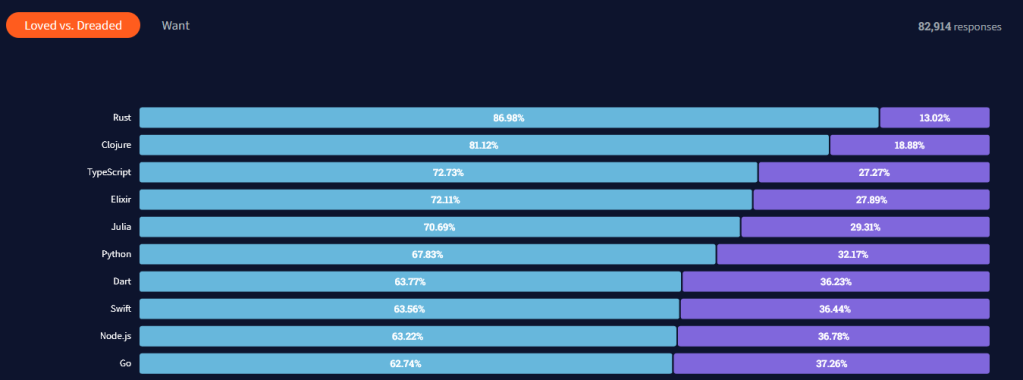 Loved vs. Dreaded Want 82,914 responses
Rust 86.98% 13.02%
Clojure 81.12% 18.88%
TypeScript 72.73% 27.27%
Elixir 72.11% 27.89%
Julia 70.69% 29.31%
Python 67.83% 32.17%
Dart 63.77% 36.23%
Swift 63.56% 36.44%
Node.js 63.22% 36.78%
Go 62.74% 37.26%